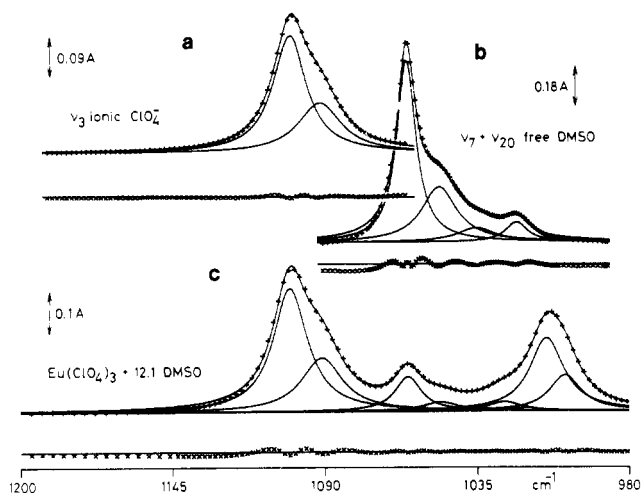 a
0.09A
ν₃ ionic ClO₄⁻
b
0.18A
ν₇ + ν₂₀ free DMSO
c
0.1A
Eu(ClO₄)₃ + 12.1 DMSO
1200 1145 1090 1035 cm⁻¹ 980